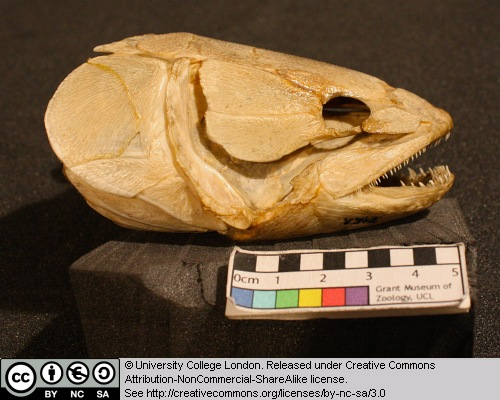 0cm 1 2 3 4 5
Grant Museum of
Zoology, UCL
cc BY NC SA
© University College London. Released under Creative Commons
Attribution-NonCommercial-ShareAlike license.
See http://creativecommons.org/licenses/by-nc-sa/3.0